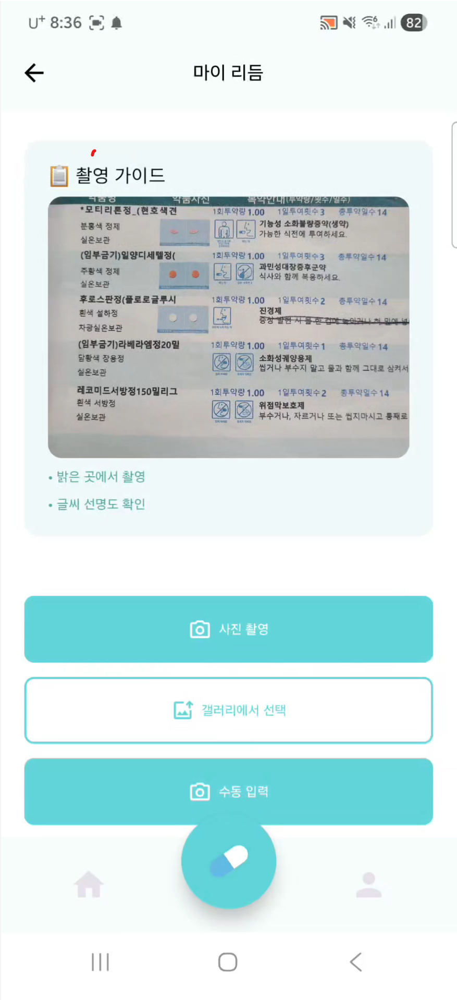 U+ 8:36 82
마이 리듬
촬영 가이드
약품명 약품사진 복약안내(투약량/횟수/일수)
*모티리톤정_(현호색견 1회투약량 1.00 1일투여횟수 3 총투약일수 14
분홍색 정제 기능성 소화불량증약(생약)
실온보관 가능한 식전에 투여하세요.
(임부금기)일양디세텔정( 1회투약량 1.00 1일투여횟수 3 총투약일수 14
주황색 정제 과민성대장증후군약
실온보관 식사와 함께 복용하세요.
후로스판정(플로로글루시 1회투약량 1.00 1일투여횟수 2 총투약일수 14
흰색 설하정 진경제
차광실온보관 증상 발현 시 물 한 컵에 녹이거나 혀 밑에 넣
(임부금기)라베라엠정20밀 1회투약량 1.00 1일투여횟수 1 총투약일수 14
담황색 장용정 소화성궤양용제
실온보관 씹거나 부수지 말고 물과 함께 그대로 삼켜서
레코미드서방정150밀리그 1회투약량 1.00 1일투여횟수 2 총투약일수 14
흰색 서방정 위점막보호제
실온보관 부수거나, 자르거나 또는 씹지마시고 통째로
• 밝은 곳에서 촬영
• 글씨 선명도 확인
사진 촬영
갤러리에서 선택
수동 입력